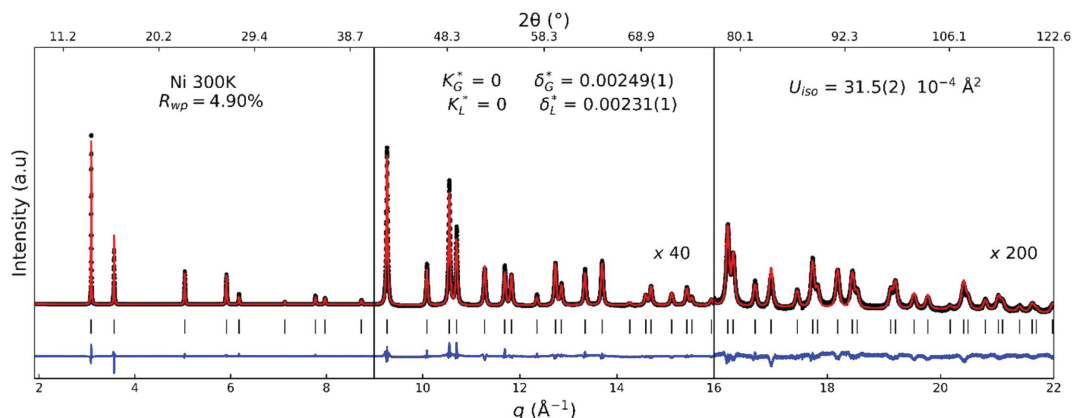 2θ (°)
11.2 20.2 29.4 38.7 48.3 58.3 68.9 80.1 92.3 106.1 122.6
Ni 300K
R_wp = 4.90%
K*_G = 0 δ*_G = 0.00249(1)
K*_L = 0 δ*_L = 0.00231(1)
U_iso = 31.5(2) 10⁻⁴ Å²
Intensity (a.u)
x 40
x 200
2 4 6 8 10 12 14 16 18 20 22
q (Å⁻¹)